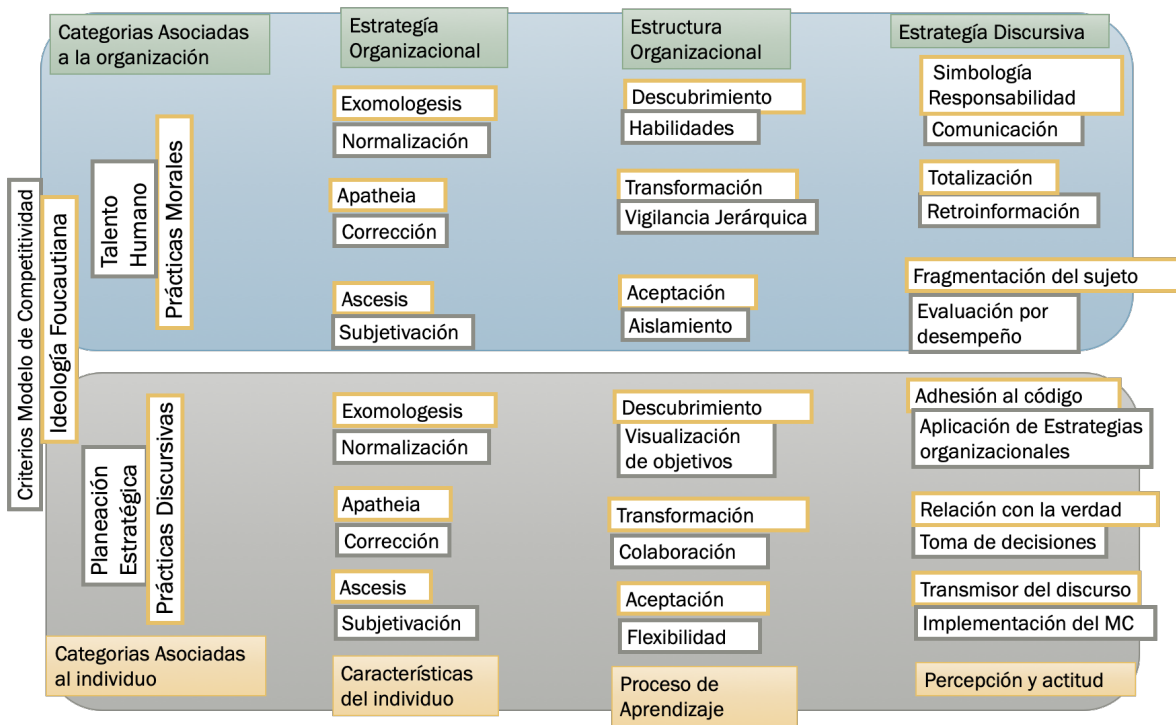 Categorias Asociadas
a la organización
Estrategía
Organizacional
Estructura
Organizacional
Estrategía Discursiva
Criterios Modelo de Competitividad
Ideología Foucautiana
Talento
Humano
Prácticas Morales
Exomologesis
Normalización
Apatheia
Corrección
Ascesis
Subjetivación
Descubrimiento
Habilidades
Transformación
Vigilancia Jerárquica
Aceptación
Aislamiento
Simbología
Responsabilidad
Comunicación
Totalización
Retroinformación
Fragmentación del sujeto
Evaluación por
desempeño
Planeación
Estratégica
Prácticas Discursivas
Exomologesis
Normalización
Apatheia
Corrección
Ascesis
Subjetivación
Descubrimiento
Visualización
de objetivos
Transformación
Colaboración
Aceptación
Flexibilidad
Adhesión al código
Aplicación de Estrategias
organizacionales
Relación con la verdad
Toma de decisiones
Transmisor del discurso
Implementación del MC
Categorias Asociadas
al individuo
Características
del individuo
Proceso de
Aprendizaje
Percepción y actitud